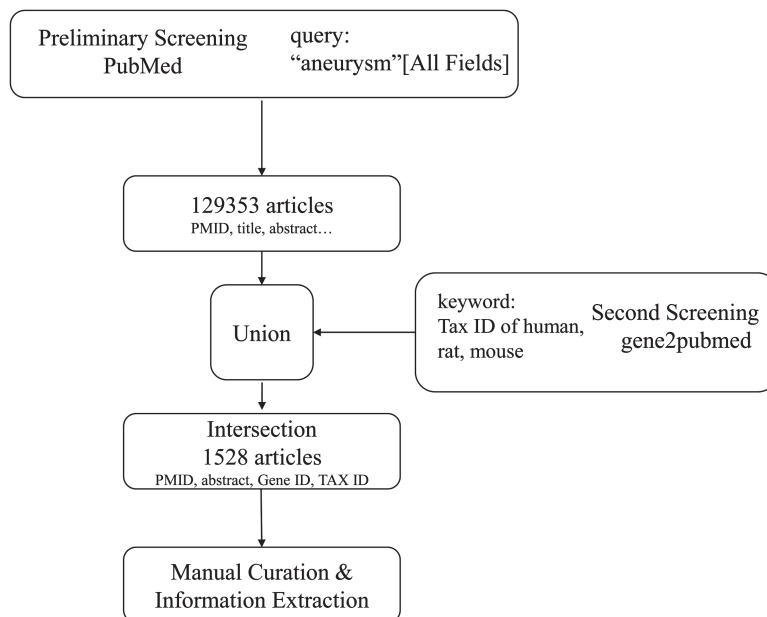 Preliminary Screening
PubMed
query:
“aneurysm”[All Fields]
129353 articles
PMID, title, abstract…
Union
keyword:
Tax ID of human,
rat, mouse
Second Screening
gene2pubmed
Intersection
1528 articles
PMID, abstract, Gene ID, TAX ID
Manual Curation &
Information Extraction